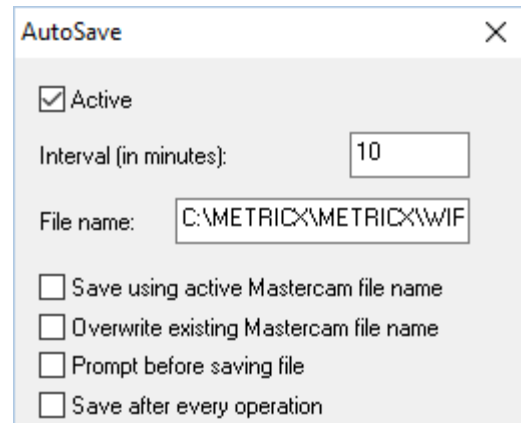 AutoSave
Active
Interval (in minutes): 10
File name: C:\METRICX\METRICX\WIF
Save using active Mastercam file name
Overwrite existing Mastercam file name
Prompt before saving file
Save after every operation